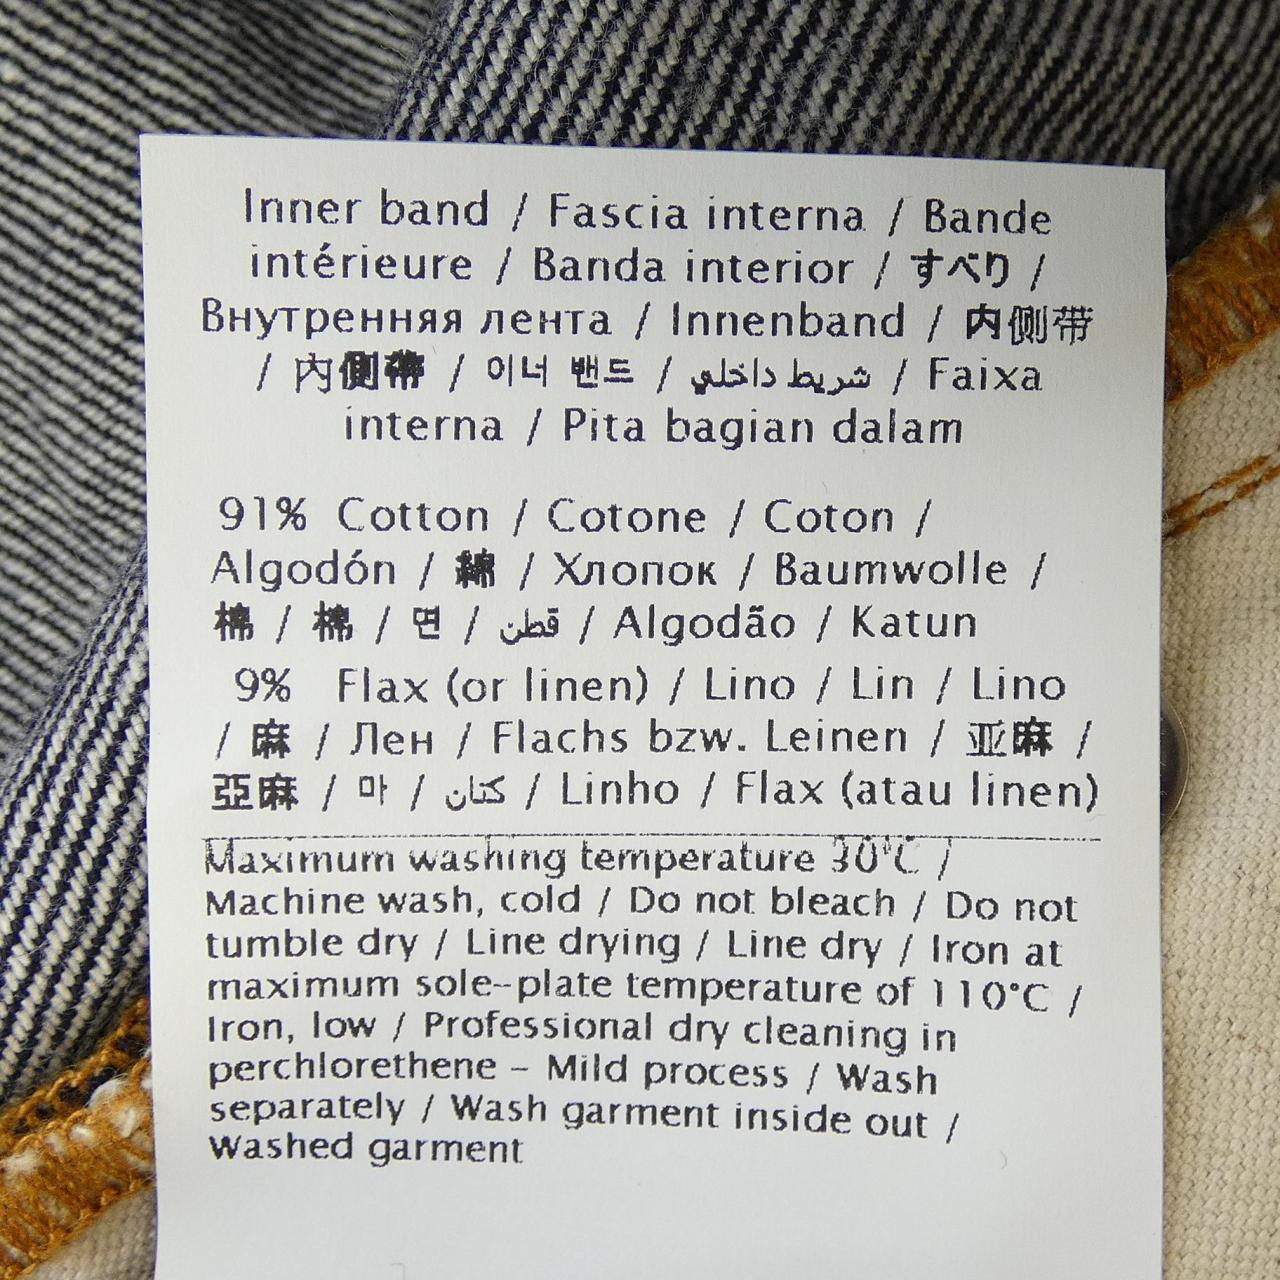 Inner band / Fascia interna / Bande
intérieure / Banda interior / すべり /
Внутренняя лента / Innenband / 内侧带
/ 內側帶 / 이너 밴드 / شريط داخلي / Faixa
interna / Pita bagian dalam
91% Cotton / Cotone / Coton /
Algodón / 綿 / Хлопок / Baumwolle /
棉 / 棉 / 면 / قطن / Algodão / Katun
9% Flax (or linen) / Lino / Lin / Lino
/ 麻 / Лен / Flachs bzw. Leinen / 亚麻 /
亞麻 / 마 / كتان / Linho / Flax (atau linen)
Maximum washing temperature 30°C /
Machine wash, cold / Do not bleach / Do not
tumble dry / Line drying / Line dry / Iron at
maximum sole-plate temperature of 110°C /
Iron, low / Professional dry cleaning in
perchlorethene - Mild process / Wash
separately / Wash garment inside out /
Washed garment